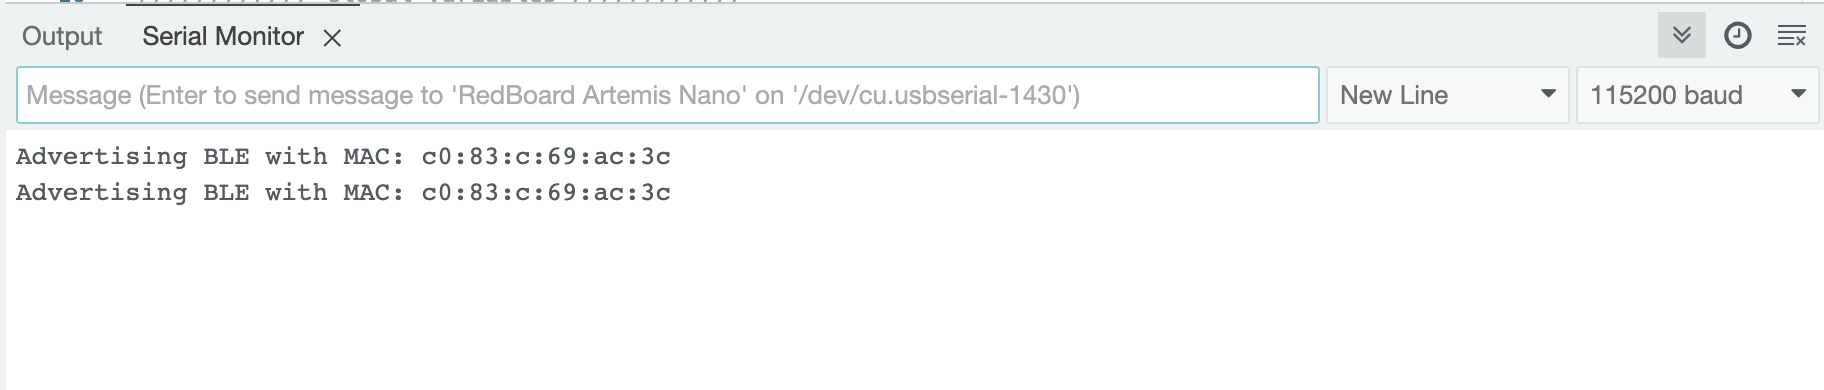 Output
Serial Monitor
Message (Enter to send message to 'RedBoard Artemis Nano' on '/dev/cu.usbserial-1430')
New Line
115200 baud
Advertising BLE with MAC: c0:83:c:69:ac:3c
Advertising BLE with MAC: c0:83:c:69:ac:3c